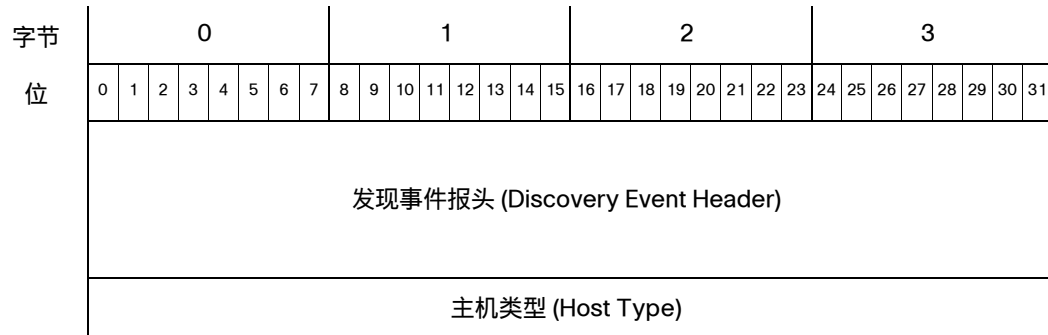 字节 0 1 2 3
位 0 1 2 3 4 5 6 7 8 9 10 11 12 13 14 15 16 17 18 19 20 21 22 23 24 25 26 27 28 29 30 31
发现事件报头 (Discovery Event Header)
主机类型 (Host Type)